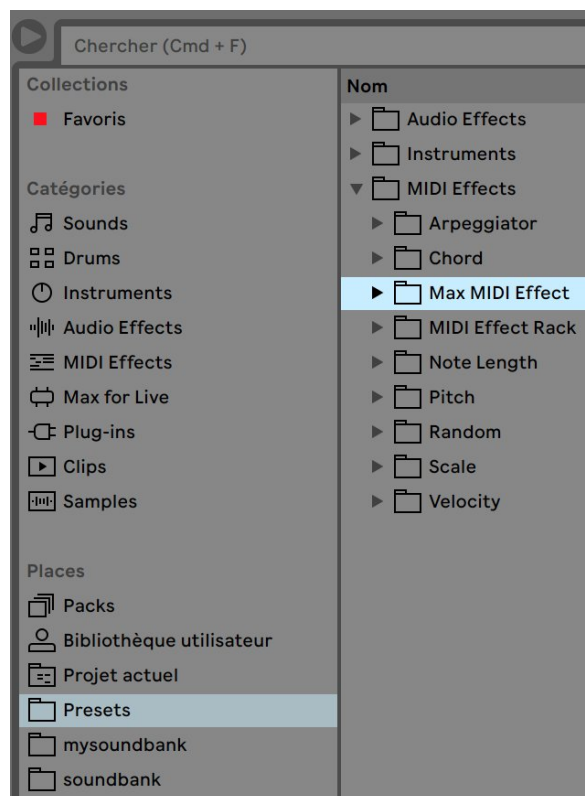 Chercher (Cmd + F)
Collections
Favoris
Catégories
Sounds
Drums
Instruments
Audio Effects
MIDI Effects
Max for Live
Plug-ins
Clips
Samples
Places
Packs
Bibliothèque utilisateur
Projet actuel
Presets
mysoundbank
soundbank
Nom
Audio Effects
Instruments
MIDI Effects
Arpeggiator
Chord
Max MIDI Effect
MIDI Effect Rack
Note Length
Pitch
Random
Scale
Velocity